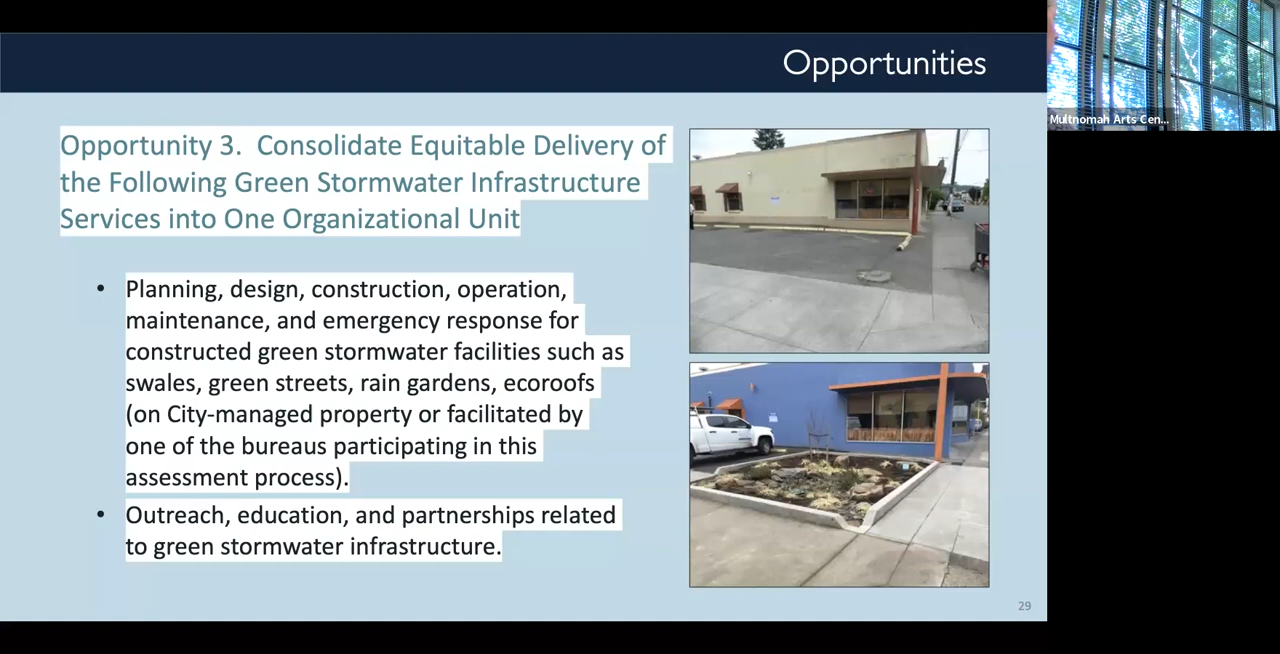 Opportunities
Multnomah Arts Cen...
Opportunity 3.  Consolidate Equitable Delivery of
the Following Green Stormwater Infrastructure
Services into One Organizational Unit
• Planning, design, construction, operation,
maintenance, and emergency response for
constructed green stormwater facilities such as
swales, green streets, rain gardens, ecoroofs
(on City-managed property or facilitated by
one of the bureaus participating in this
assessment process).
• Outreach, education, and partnerships related
to green stormwater infrastructure.
29